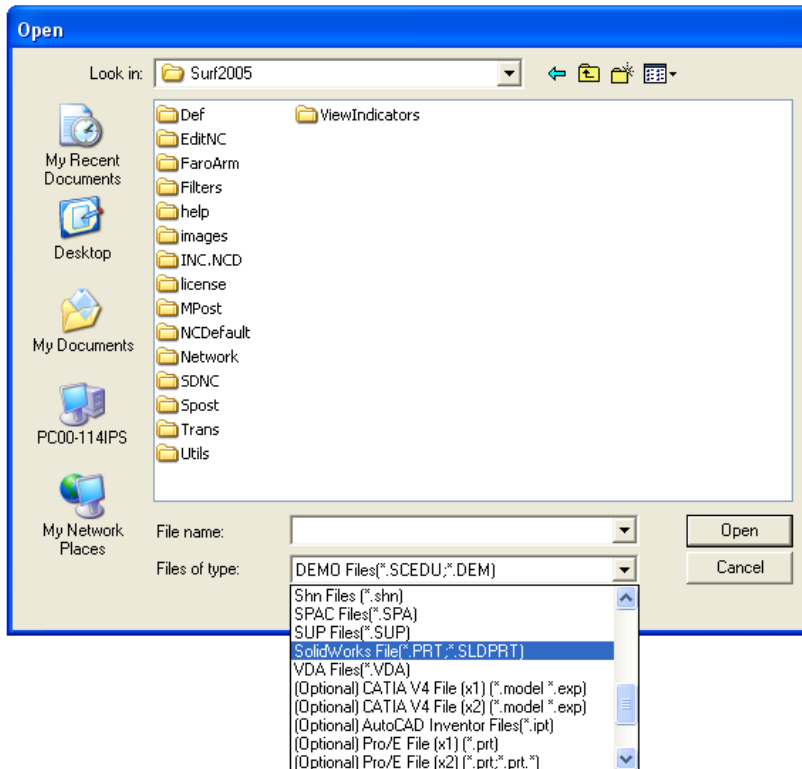 Open
Look in: Surf2005
My Recent
Documents
Desktop
My Documents
PC00-114IPS
My Network
Places
Def
EditNC
FaroArm
Filters
help
images
INC.NCD
license
MPost
NCDefault
Network
SDNC
Spost
Trans
Utils
ViewIndicators
File name:
Open
Files of type: DEMO Files(*.SCEDU;*.DEM)
Cancel
Shn Files (*.shn)
SPAC Files(*.SPA)
SUP Files(*.SUP)
SolidWorks File(*.PRT;*.SLDPRT)
VDA Files(*.VDA)
(Optional) CATIA V4 File (x1) (*.model *.exp)
(Optional) CATIA V4 File (x2) (*.model *.exp)
(Optional) AutoCAD Inventor Files(*.ipt)
(Optional) Pro/E File (x1) (*.prt)
(Optional) Pro/E File (x2) (*.prt;*.prt.*)